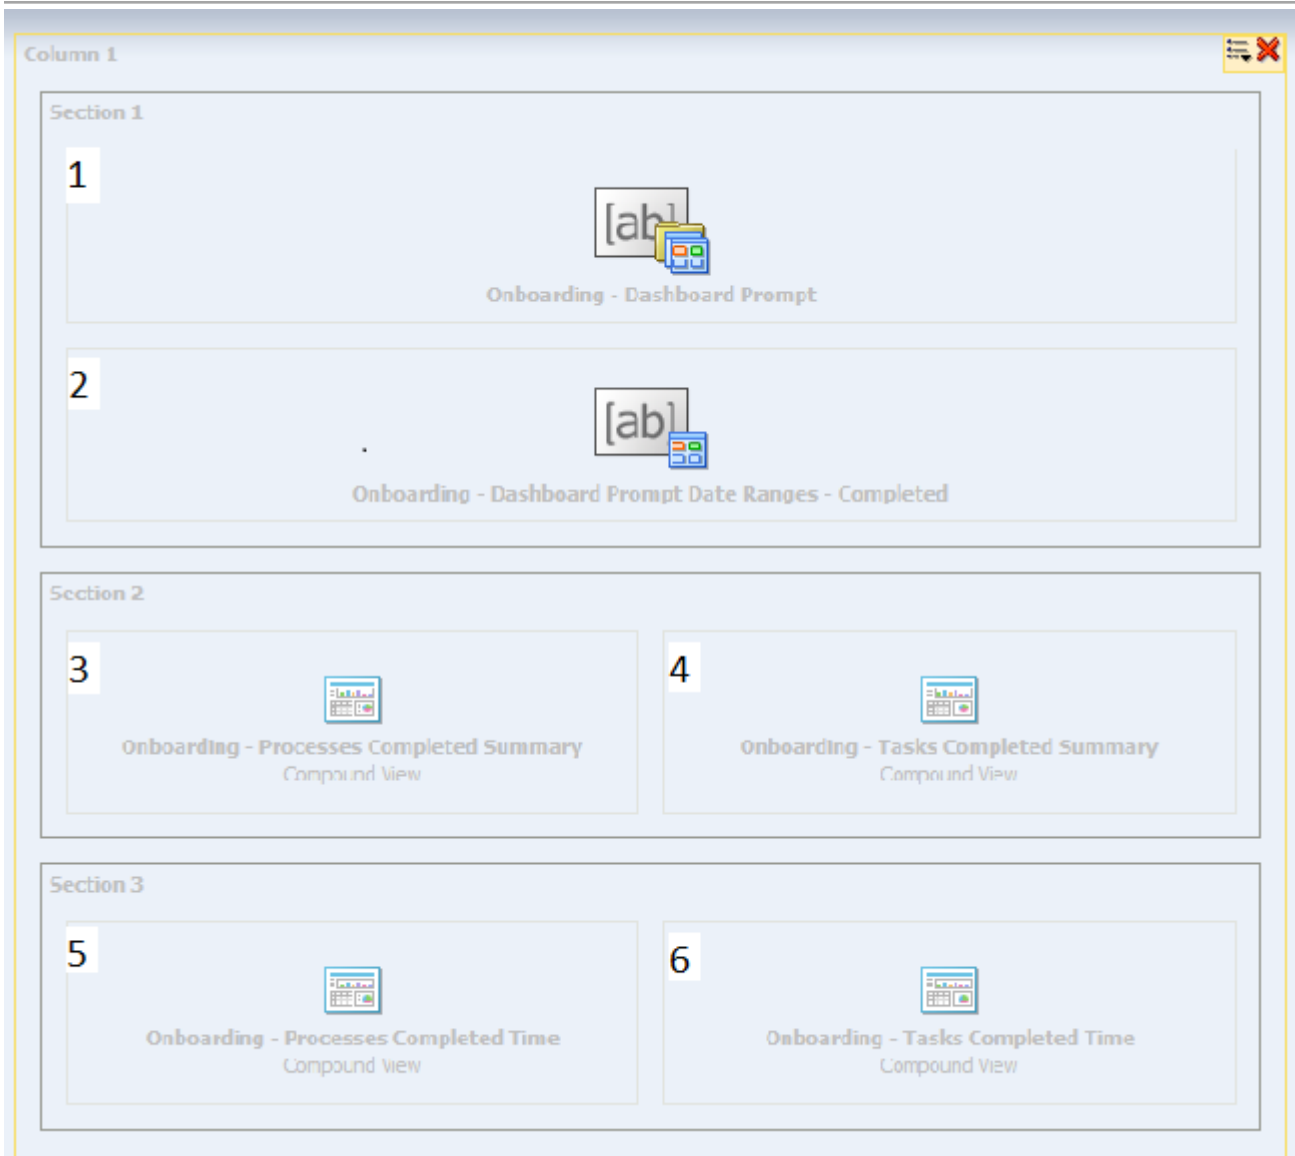 Column 1
Section 1
1
[ab]
Onboarding - Dashboard Prompt
2
[ab]
Onboarding - Dashboard Prompt Date Ranges - Completed
Section 2
3
Onboarding - Processes Completed Summary
Compound View
4
Onboarding - Tasks Completed Summary
Compound View
Section 3
5
Onboarding - Processes Completed Time
Compound View
6
Onboarding - Tasks Completed Time
Compound View